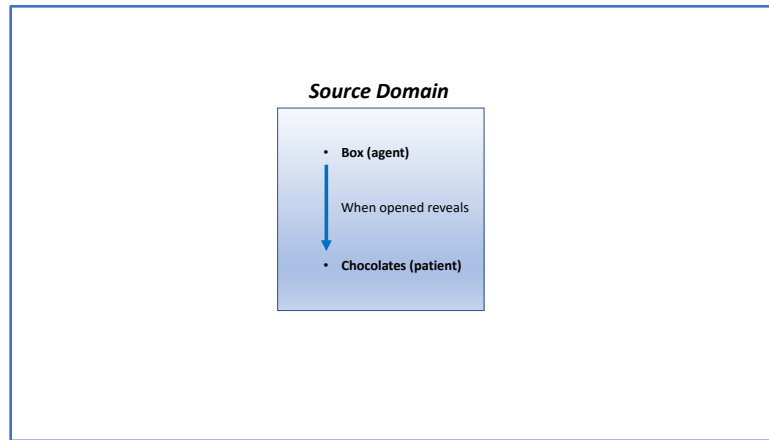 Source Domain
• Box (agent)
When opened reveals
• Chocolates (patient)